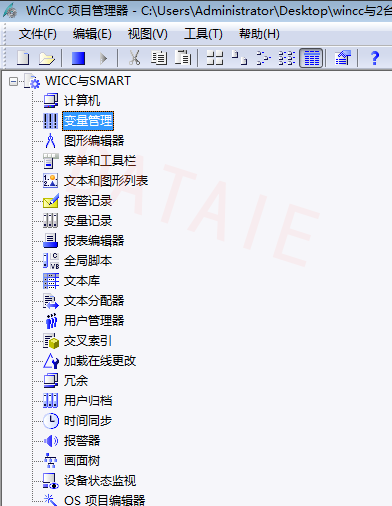 WinCC 项目管理器 - C:\Users\Administrator\Desktop\wincc与2台
文件(F) 编辑(E) 视图(V) 工具(T) 帮助(H)
WICC与SMART
计算机
变量管理
图形编辑器
菜单和工具栏
文本和图形列表
报警记录
变量记录
报表编辑器
全局脚本
文本库
文本分配器
用户管理器
交叉索引
加载在线更改
冗余
用户归档
时间同步
报警器
画面树
设备状态监视
OS 项目编辑器